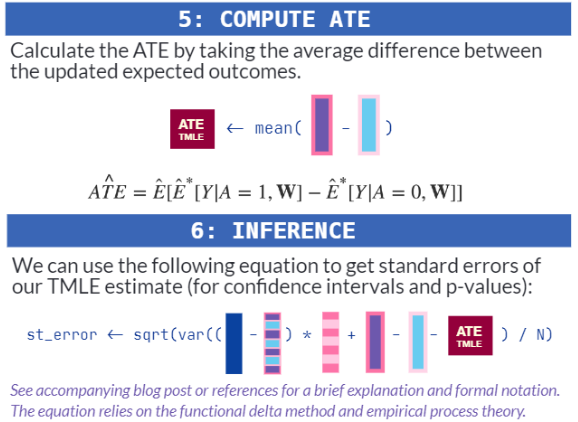 5: COMPUTE ATE
Calculate the ATE by taking the average difference between
the updated expected outcomes.
ATE
TMLE
← mean( - )
AT̂E = Ê[Ê*[Y|A = 1, W] − Ê*[Y|A = 0, W]]
6: INFERENCE
We can use the following equation to get standard errors of
our TMLE estimate (for confidence intervals and p-values):
st_error ← sqrt(var(( - ) * + - - ATE TMLE ) / N)
See accompanying blog post or references for a brief explanation and formal notation.
The equation relies on the functional delta method and empirical process theory.